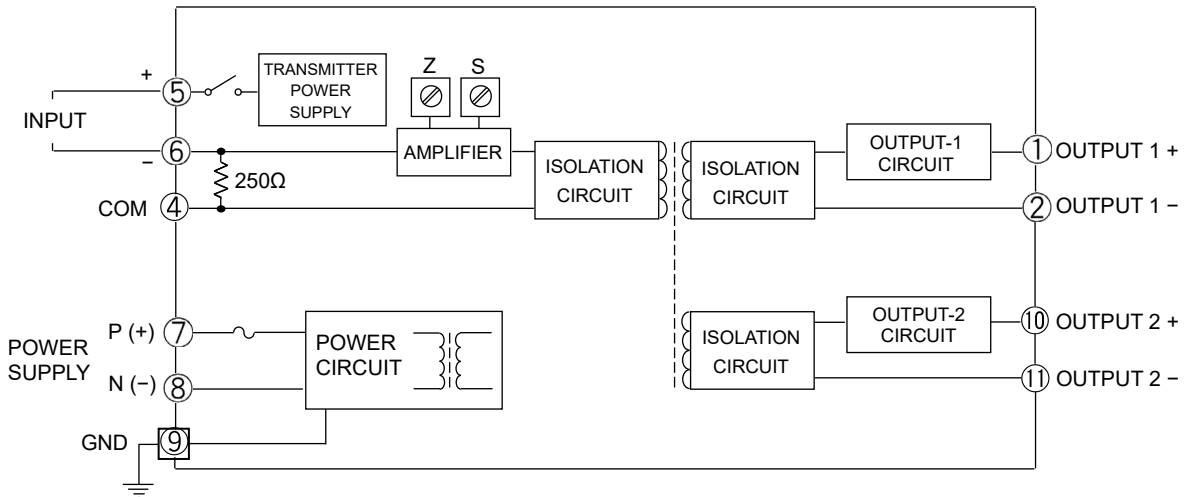 Z
S
+
5
TRANSMITTER
POWER
SUPPLY
INPUT
−
6
AMPLIFIER
250Ω
COM
4
ISOLATION
CIRCUIT
ISOLATION
CIRCUIT
OUTPUT-1
CIRCUIT
1
OUTPUT 1 +
2
OUTPUT 1 −
POWER
SUPPLY
P (+)
7
N (−)
8
POWER
CIRCUIT
GND
9
ISOLATION
CIRCUIT
OUTPUT-2
CIRCUIT
10
OUTPUT 2 +
11
OUTPUT 2 −